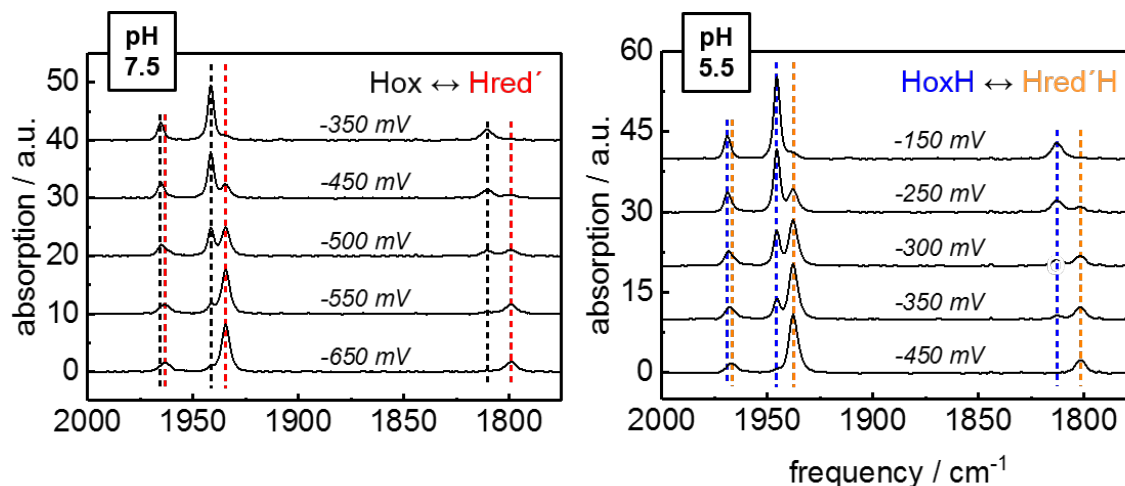 pH
7.5
Hox ↔ Hred´
50
40
30
20
10
0
-350 mV
-450 mV
-500 mV
-550 mV
-650 mV
absorption / a.u.
2000
1950
1900
1850
1800
pH
5.5
HoxH ↔ Hred´H
60
45
30
15
0
-150 mV
-250 mV
-300 mV
-350 mV
-450 mV
absorption / a.u.
2000
1950
1900
1850
1800
frequency / cm⁻¹